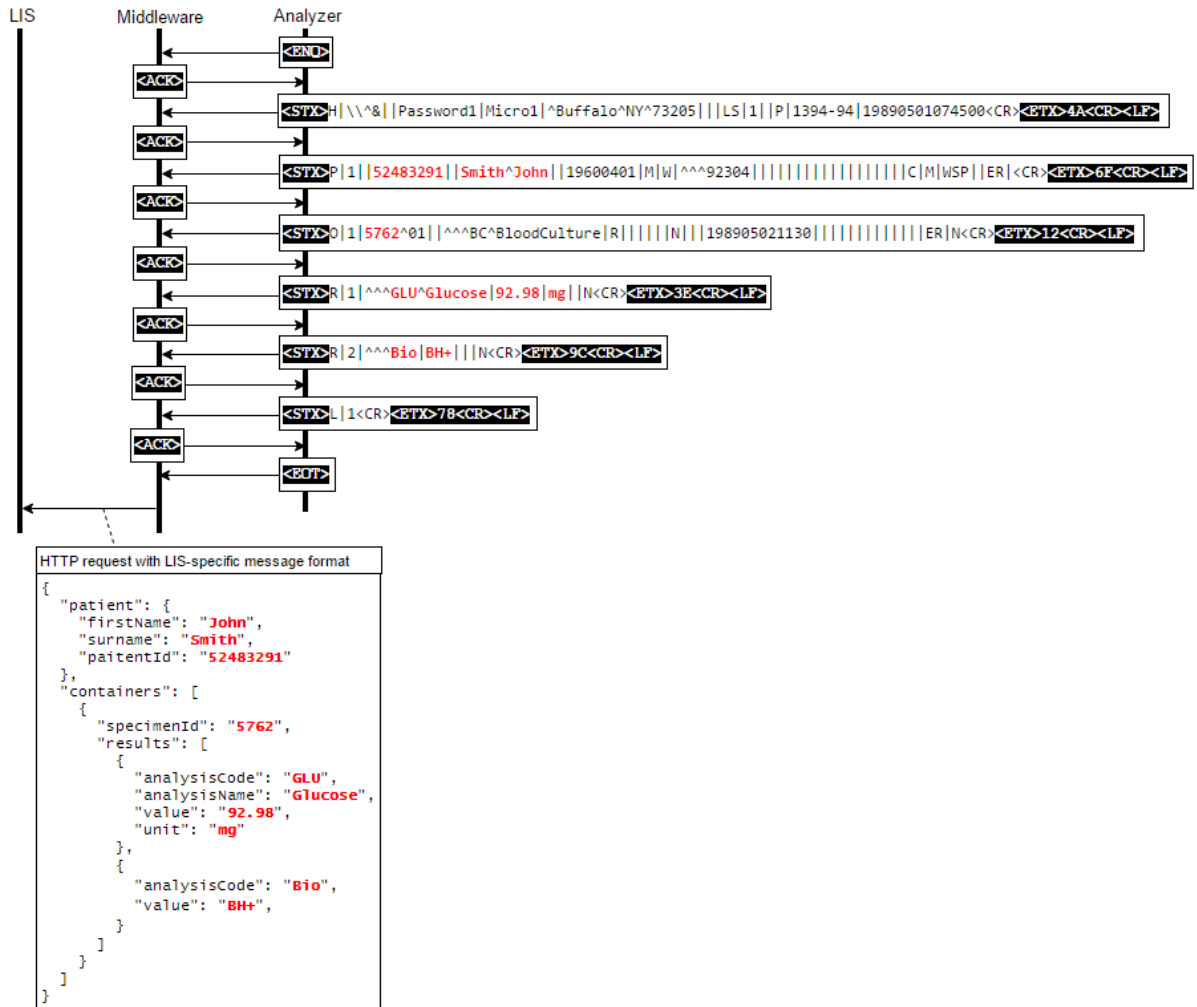 LIS Middleware Analyzer
<ENQ>
<ACK>
<STX>H|\\^&||Password1|Micro1|^Buffalo^NY^73205|||LS|1||P|1394-94|19890501074500<CR><ETX>4A<CR><LF>
<ACK>
<STX>P|1||52483291||Smith^John||19600401|M|W|^^^92304||||||||||||||||||C|M|WSP||ER|<CR><ETX>6F<CR><LF>
<ACK>
<STX>O|1|5762^01||^^^BC^BloodCulture|R||||||N|||198905021130|||||||||||||ER|N<CR><ETX>12<CR><LF>
<ACK>
<STX>R|1|^^^GLU^Glucose|92.98|mg||N<CR><ETX>3E<CR><LF>
<ACK>
<STX>R|2|^^^Bio|BH+|||N<CR><ETX>9C<CR><LF>
<ACK>
<STX>L|1<CR><ETX>78<CR><LF>
<ACK>
<EOT>
HTTP request with LIS-specific message format
{
"patient": {
"firstName": "John",
"surname": "Smith",
"paitentId": "52483291"
},
"containers": [
{
"specimenId": "5762",
"results": [
{
"analysisCode": "GLU",
"analysisName": "Glucose",
"value": "92.98",
"unit": "mg"
},
{
"analysisCode": "Bio",
"value": "BH+",
}
]
}
]
}